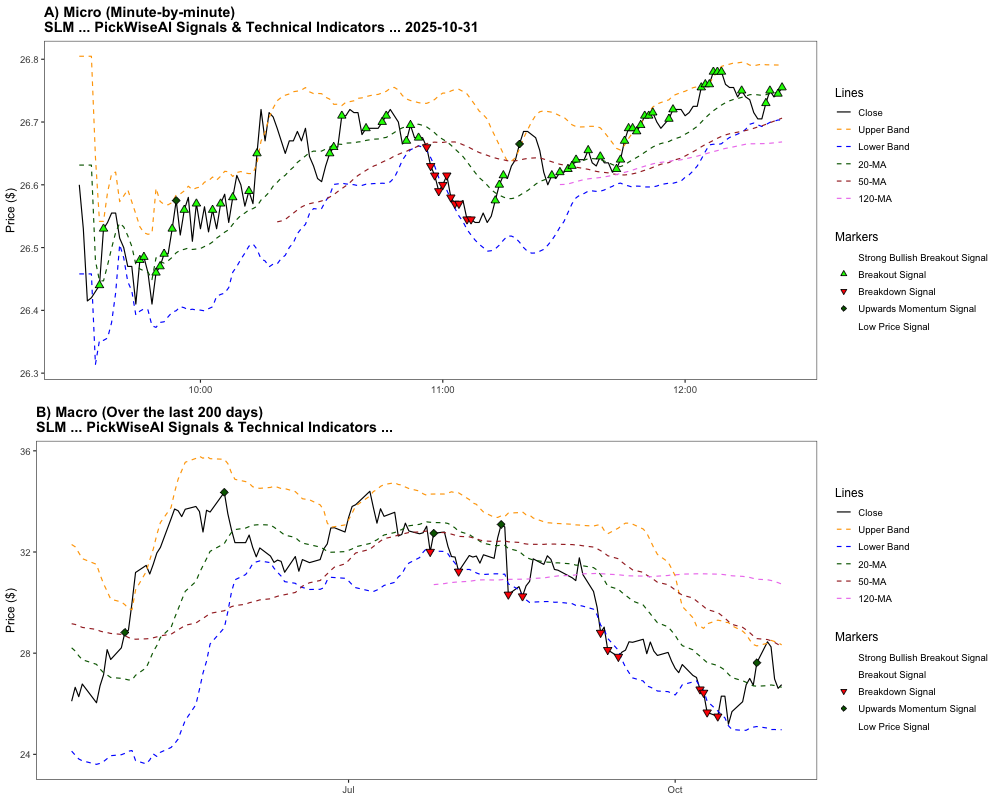 A) Micro (Minute-by-minute)
SLM ... PickWiseAI Signals & Technical Indicators ... 2025-10-31
Price ($)
26.8
26.7
26.6
26.5
26.4
26.3
10:00
11:00
12:00
Lines
Close
Upper Band
Lower Band
20-MA
50-MA
120-MA
Markers
Strong Bullish Breakout Signal
Breakout Signal
Breakdown Signal
Upwards Momentum Signal
Low Price Signal
B) Macro (Over the last 200 days)
SLM ... PickWiseAI Signals & Technical Indicators ...
Price ($)
36
32
28
24
Jul
Oct
Lines
Close
Upper Band
Lower Band
20-MA
50-MA
120-MA
Markers
Strong Bullish Breakout Signal
Breakout Signal
Breakdown Signal
Upwards Momentum Signal
Low Price Signal